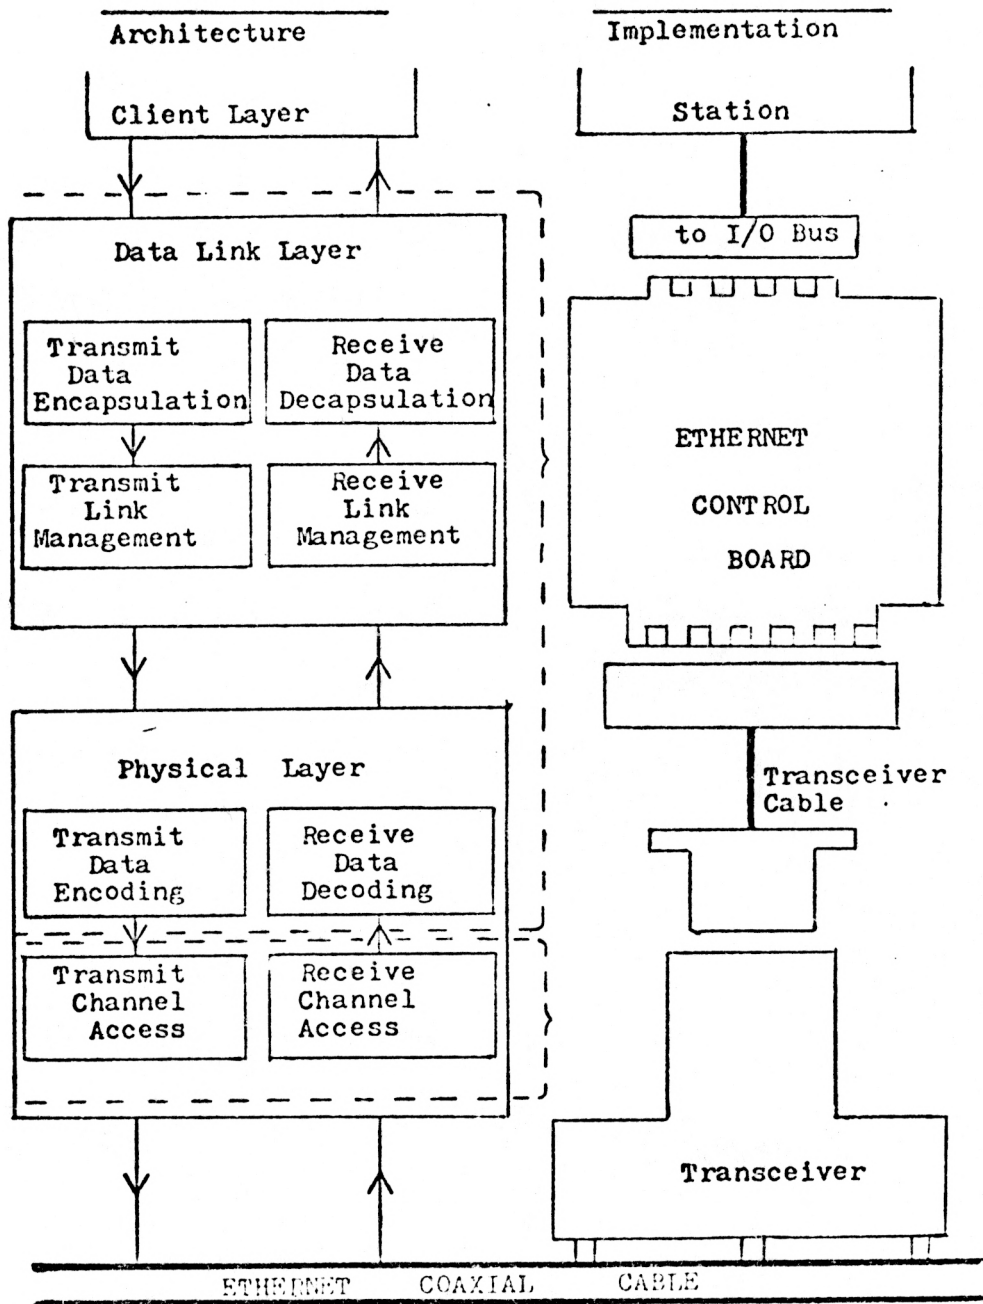 Architecture
Client Layer
Data Link Layer
Transmit
Data
Encapsulation
Receive
Data
Decapsulation
Transmit
Link
Management
Receive
Link
Management
Physical Layer
Transmit
Data
Encoding
Receive
Data
Decoding
Transmit
Channel
Access
Receive
Channel
Access
Implementation
Station
to I/O Bus
ETHERNET
CONTROL
BOARD
Transceiver
Cable
Transceiver
ETHERNET COAXIAL CABLE